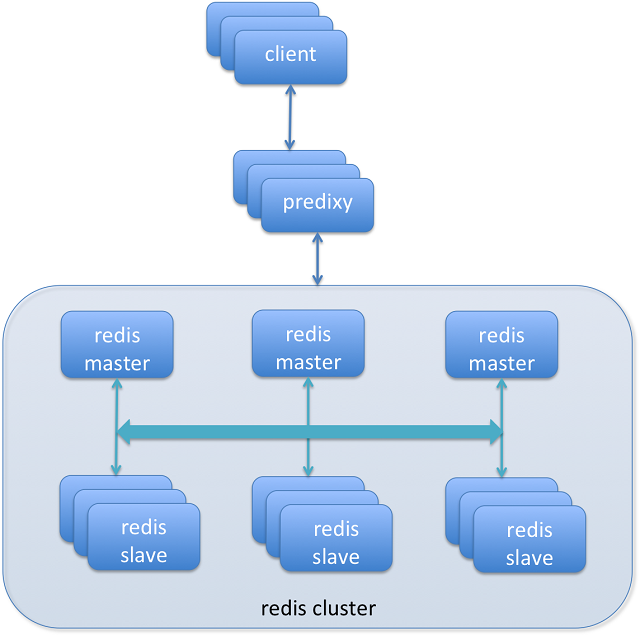 client
predixy
redis
master
redis
master
redis
master
redis
slave
redis
slave
redis
slave
redis cluster